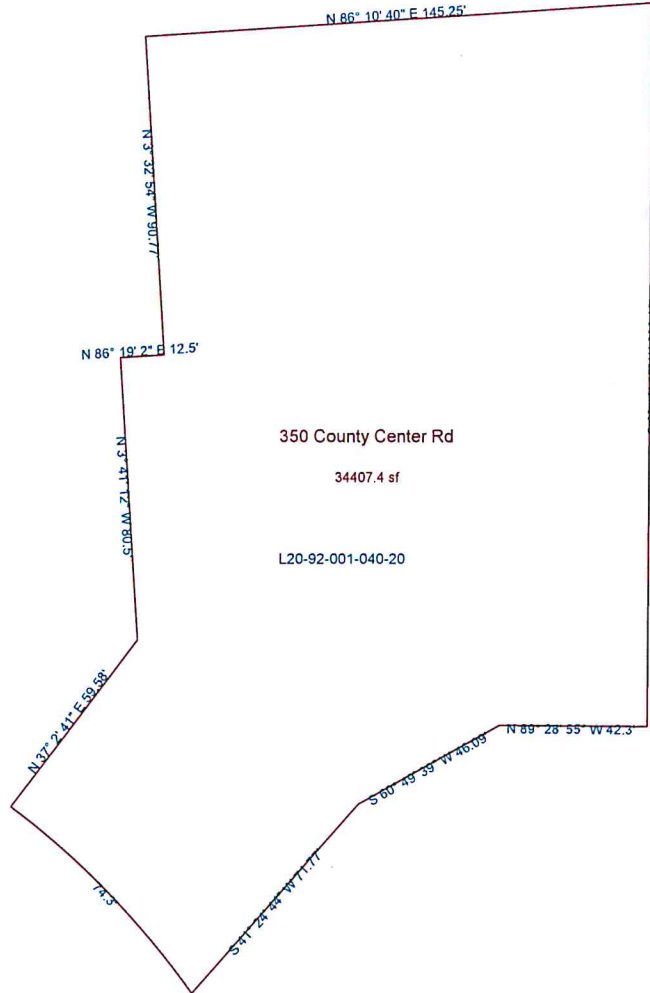 N 86° 10' 40" E 145.25'
N 3° 32' 54" W 90.77'
N 86° 19' 2" E 12.5'
350 County Center Rd
N 3° 41' 12" W 80.5'
34407.4 sf
L20-92-001-040-20
N 37° 2' 41" E 59.58'
N 89° 28' 55" W 42.3'
S 60° 49' 39" W 46.09'
S 41° 24' 44" W 71.77'
74.3'